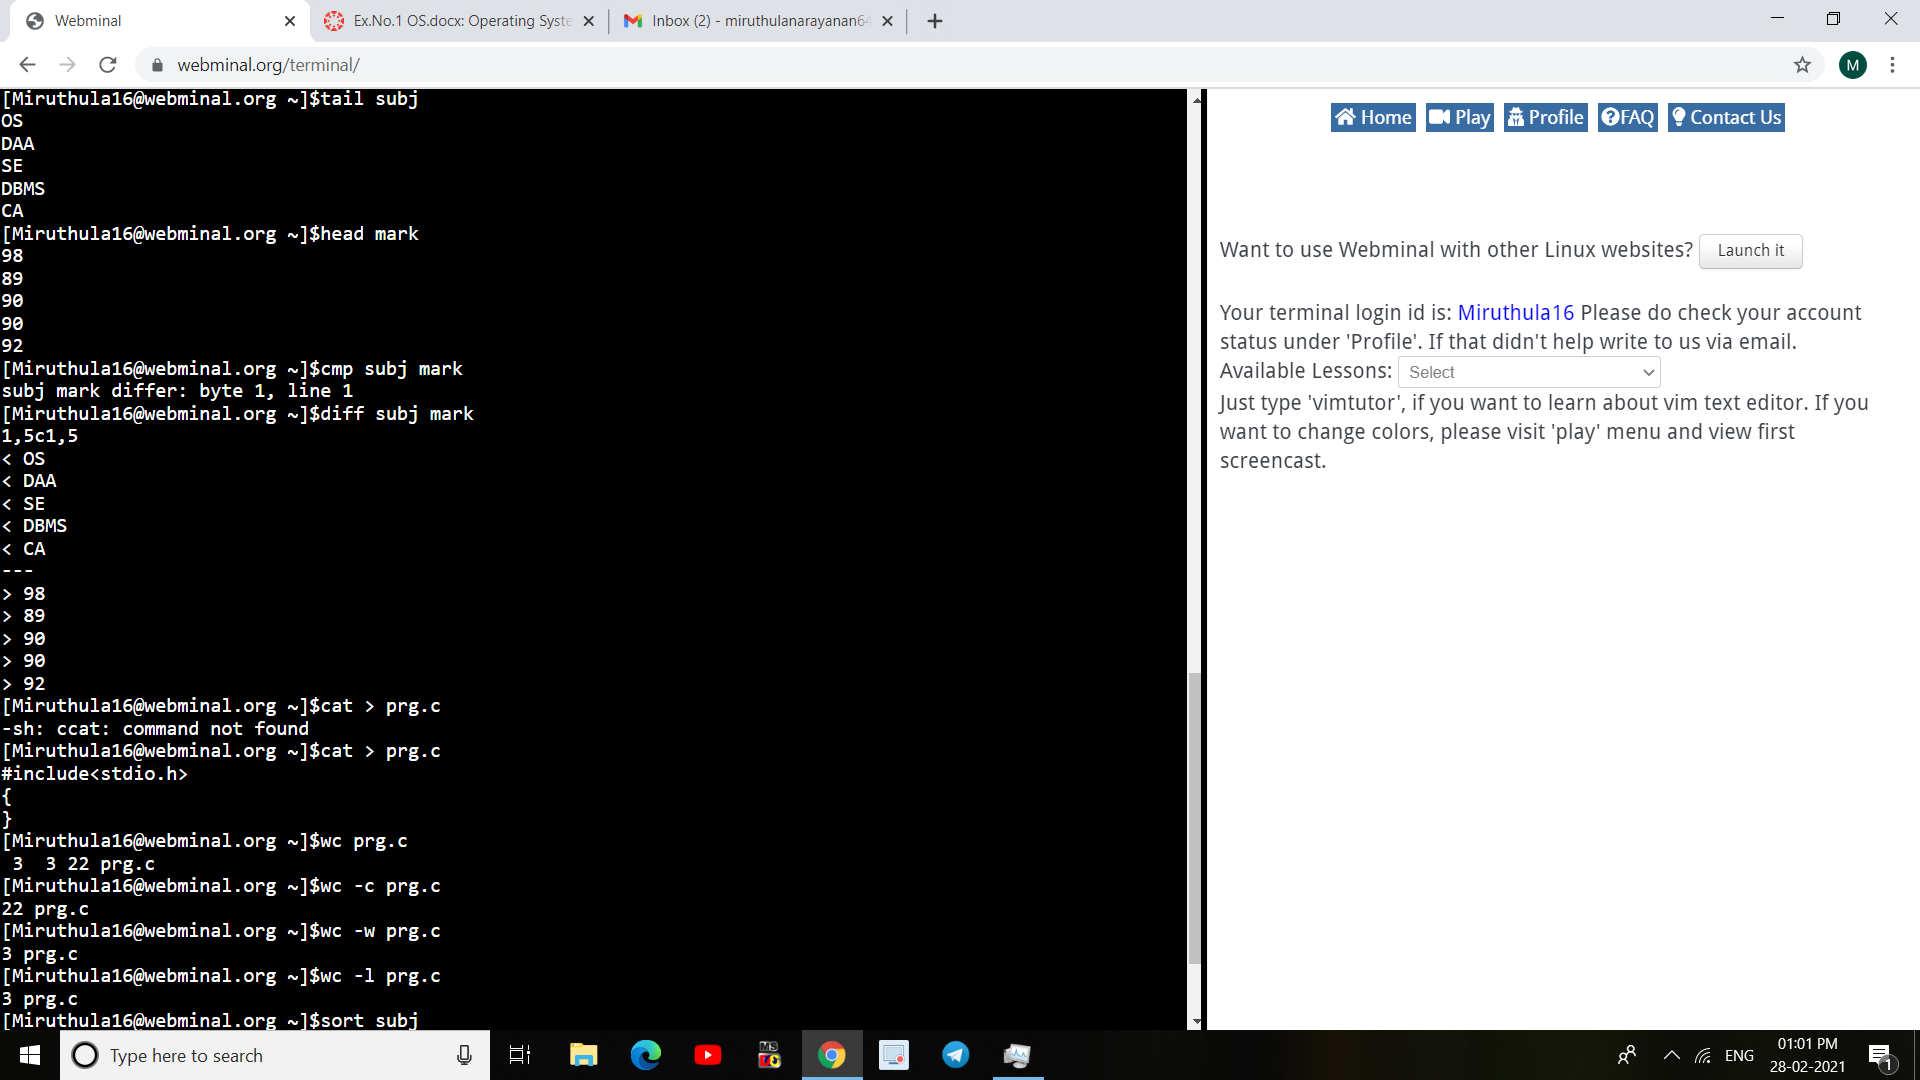 Webminal
Ex.No.1 OS.docx: Operating Syste
Inbox (2) - miruthulanarayanan64
webminal.org/terminal/
M
[Miruthula16@webminal.org ~]$tail subj
OS
DAA
SE
DBMS
CA
[Miruthula16@webminal.org ~]$head mark
98
89
90
90
92
[Miruthula16@webminal.org ~]$cmp subj mark
subj mark differ: byte 1, line 1
[Miruthula16@webminal.org ~]$diff subj mark
1,5c1,5
< OS
< DAA
< SE
< DBMS
< CA
---
> 98
> 89
> 90
> 90
> 92
[Miruthula16@webminal.org ~]$cat > prg.c
-sh: ccat: command not found
[Miruthula16@webminal.org ~]$cat > prg.c
#include<stdio.h>
{
}
[Miruthula16@webminal.org ~]$wc prg.c
 3  3 22 prg.c
[Miruthula16@webminal.org ~]$wc -c prg.c
22 prg.c
[Miruthula16@webminal.org ~]$wc -w prg.c
3 prg.c
[Miruthula16@webminal.org ~]$wc -l prg.c
3 prg.c
[Miruthula16@webminal.org ~]$sort subj
Home Play Profile FAQ Contact Us
Want to use Webminal with other Linux websites? Launch it
Your terminal login id is: Miruthula16 Please do check your account
status under 'Profile'. If that didn't help write to us via email.
Available Lessons: Select
Just type 'vimtutor', if you want to learn about vim text editor. If you
want to change colors, please visit 'play' menu and view first
screencast.
Type here to search
ENG
01:01 PM
28-02-2021
1